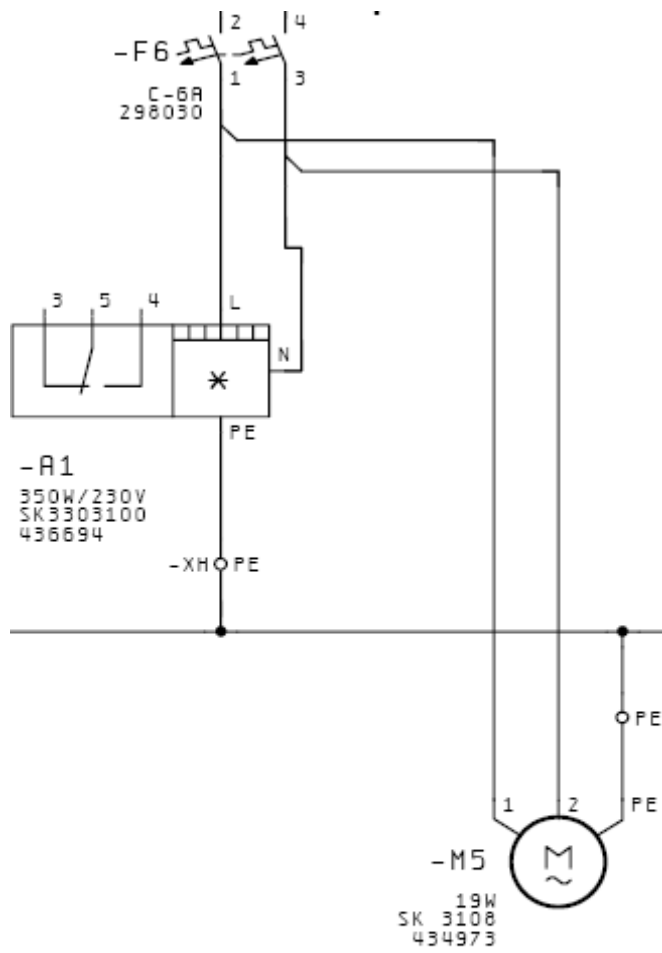 2 4
-F6
1 3
C-6A
298030
3 5 4 L
N
PE
-A1
350W/230V
SK3303100
436694
-XH PE
PE
1 2 PE
-M5
M
19W
SK 3108
434973